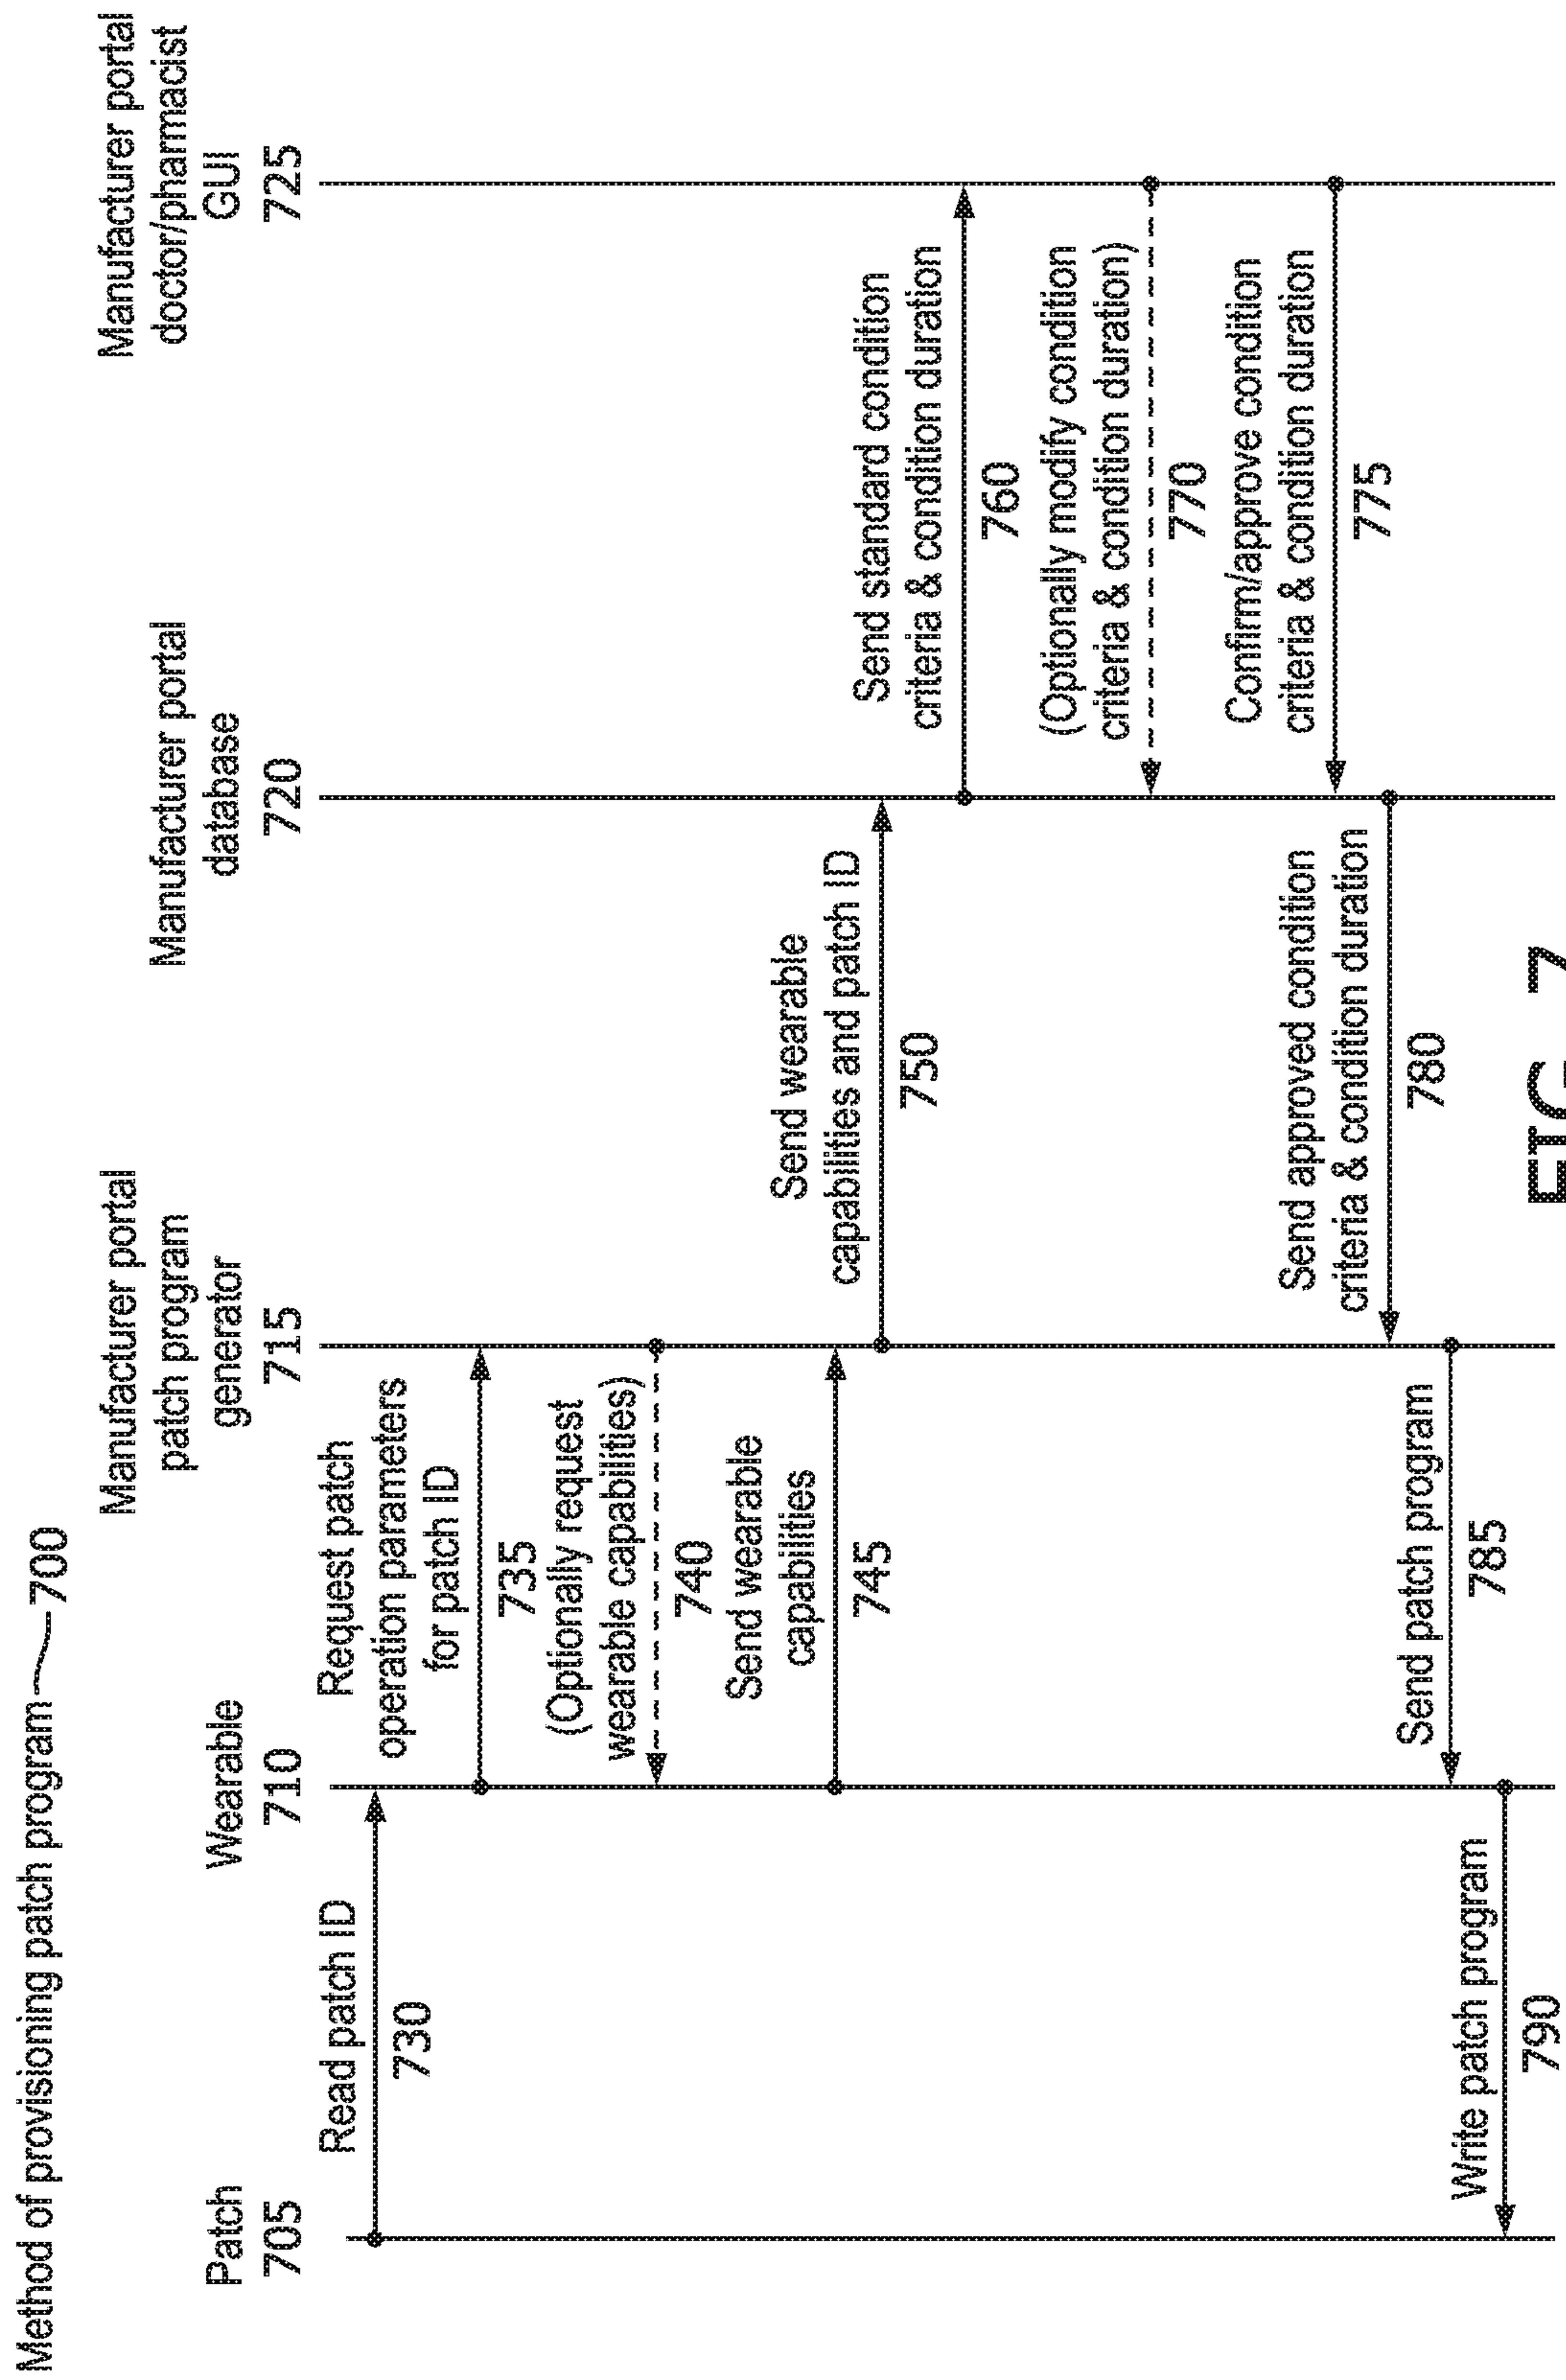 Method of provisioning patch program 700
Patch
705
Wearable
710
Manufacturer portal
patch program
generator
715
Manufacturer portal
database
720
Manufacturer portal
doctor/pharmacist
GUI
725
Read patch ID
730
Request patch
operation parameters
for patch ID
735
(Optionally request
wearable capabilities)
740
Send wearable
capabilities
745
Send wearable
capabilities and patch ID
750
Send standard condition
criteria & condition duration
760
(Optionally modify condition
criteria & condition duration)
770
Confirm/approve condition
criteria & condition duration
775
Send approved condition
criteria & condition duration
780
Send patch program
785
Write patch program
790
FIG. 7